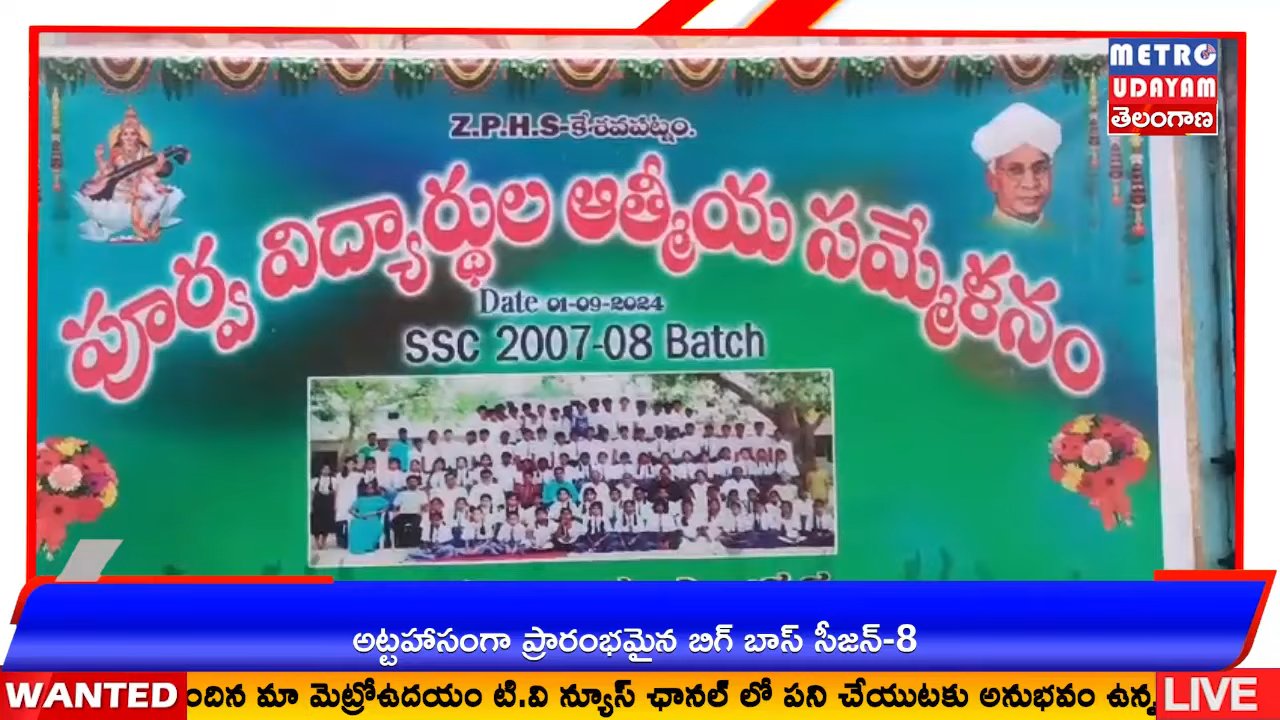 METRO
UDAYAM
తెలంగాణ
Z.P.H.S-కేశవపట్నం.
పూర్వ విద్యార్థుల ఆత్మీయ సమ్మేళనం
Date 01-09-2024
SSC 2007-08 Batch
అట్టహాసంగా ప్రారంభమైన బిగ్ బాస్ సీజన్-8
WANTED
ందిన మా మెట్రోఉదయం టి.వి న్యూస్ ఛానల్ లో పని చేయుటకు అనుభవం ఉన్న
LIVE